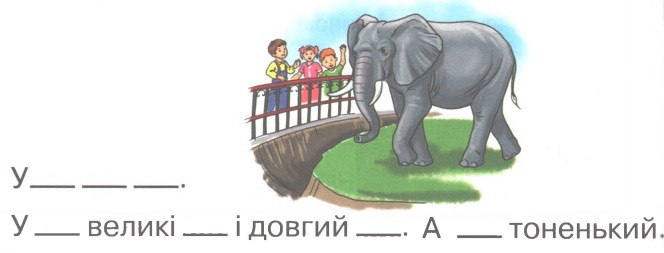 У___ ___ ___.
У ___ великі ___ і довгий ___. А ___ тоненький.